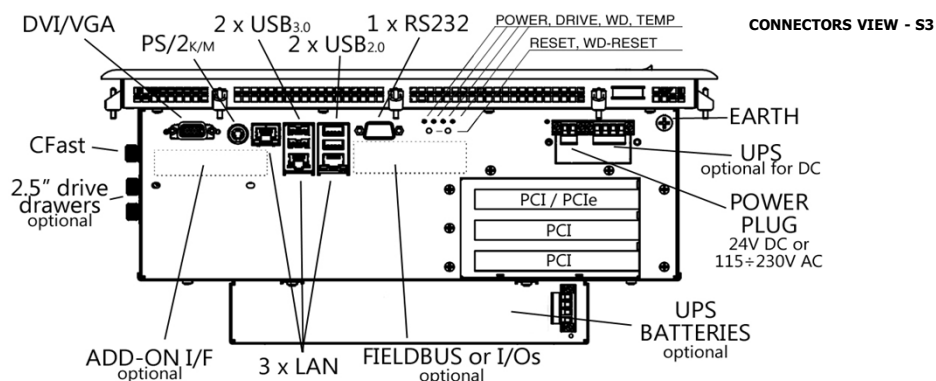 CONNECTORS VIEW - S3
DVI/VGA
PS/2K/M
2 x USB3.0
2 x USB2.0
1 x RS232
POWER, DRIVE, WD, TEMP
RESET, WD-RESET
CFast
2.5” drive
drawers
optional
EARTH
UPS
optional for DC
POWER
PLUG
24V DC or
115÷230V AC
PCI / PCIe
PCI
PCI
ADD-ON I/F
optional
3 x LAN
FIELDBUS or I/Os
optional
UPS
BATTERIES
optional